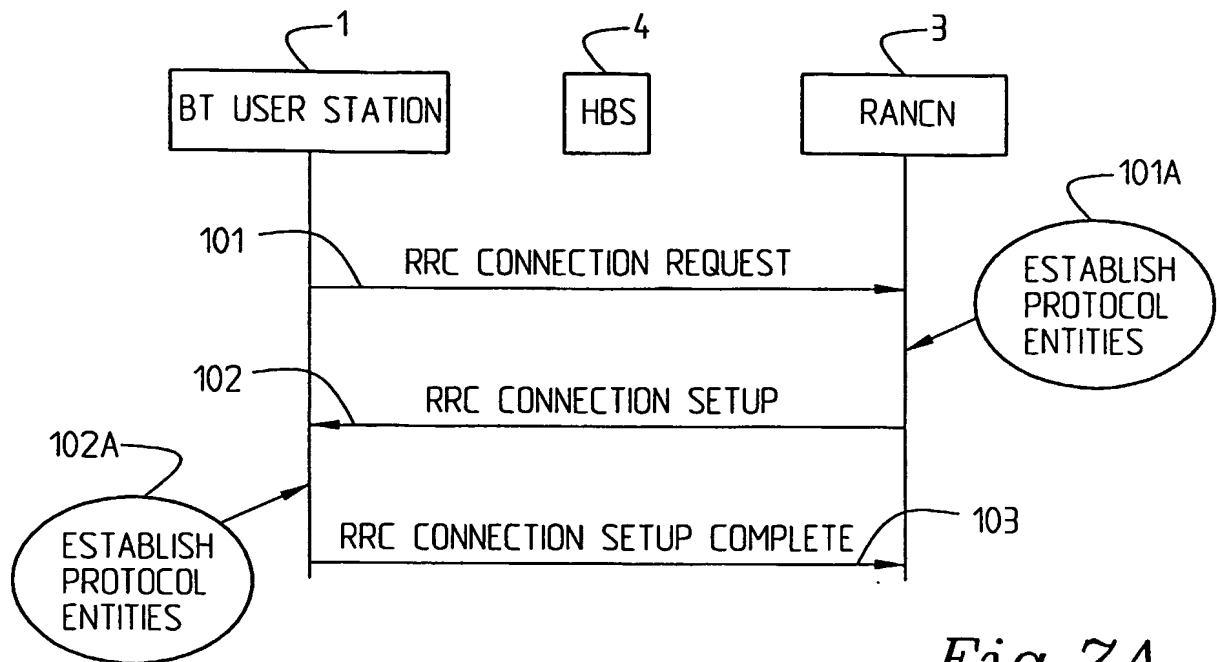 1
4
3
BT USER STATION
HBS
RANCN
101A
101
RRC CONNECTION REQUEST
ESTABLISH
PROTOCOL
ENTITIES
102
RRC CONNECTION SETUP
102A
RRC CONNECTION SETUP COMPLETE
103
ESTABLISH
PROTOCOL
ENTITIES
Fig. 7A